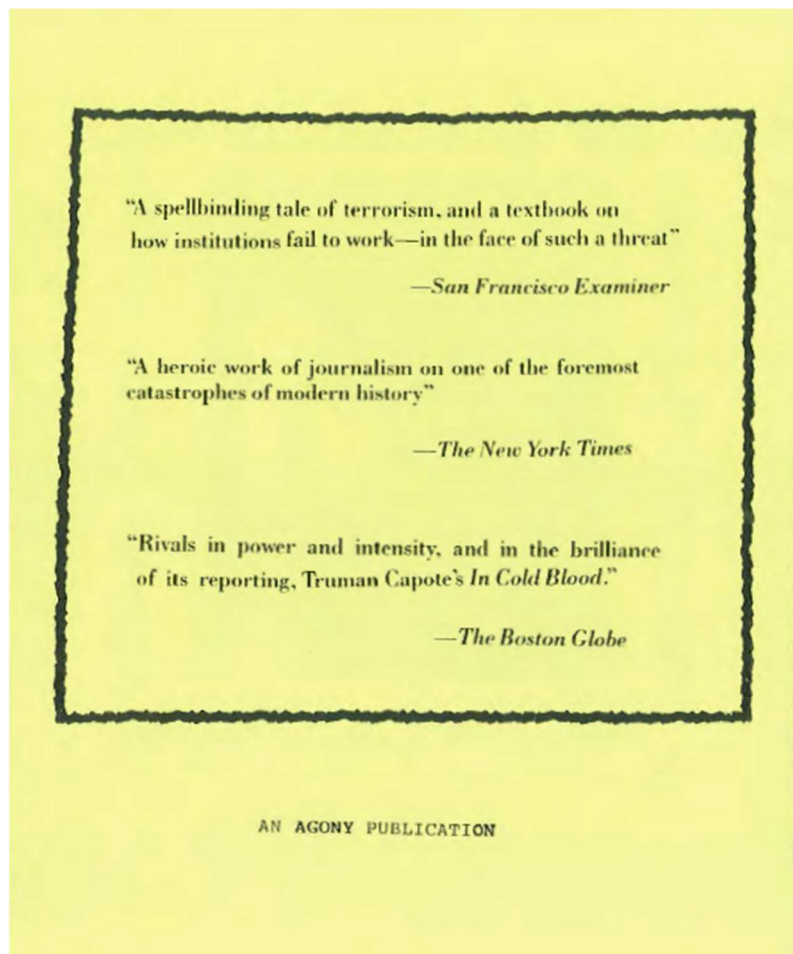 “A spellbinding tale of terrorism, and a textbook on
how institutions fail to work—in the face of such a threat”
—San Francisco Examiner
“A heroic work of journalism on one of the foremost
catastrophes of modern history”
—The New York Times
“Rivals in power and intensity, and in the brilliance
of its reporting, Truman Capote’s In Cold Blood.”
—The Boston Globe
AN AGONY PUBLICATION